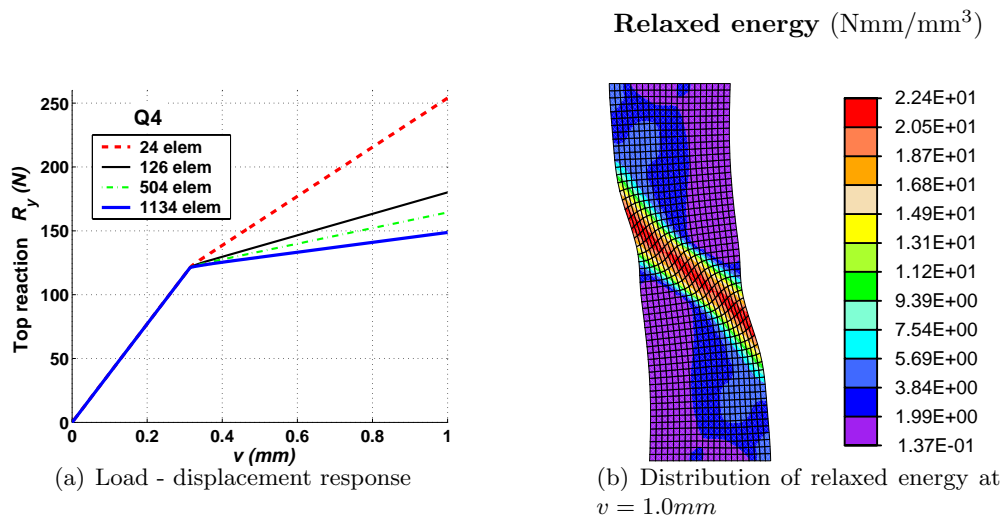 Relaxed energy (Nmm/mm³)
Q4
24 elem
126 elem
504 elem
1134 elem
Top reaction R_y (N)
250
200
150
100
50
0
0 0.2 0.4 0.6 0.8 1
v (mm)
(a) Load - displacement response
2.24E+01
2.05E+01
1.87E+01
1.68E+01
1.49E+01
1.31E+01
1.12E+01
9.39E+00
7.54E+00
5.69E+00
3.84E+00
1.99E+00
1.37E-01
(b) Distribution of relaxed energy at
v = 1.0mm